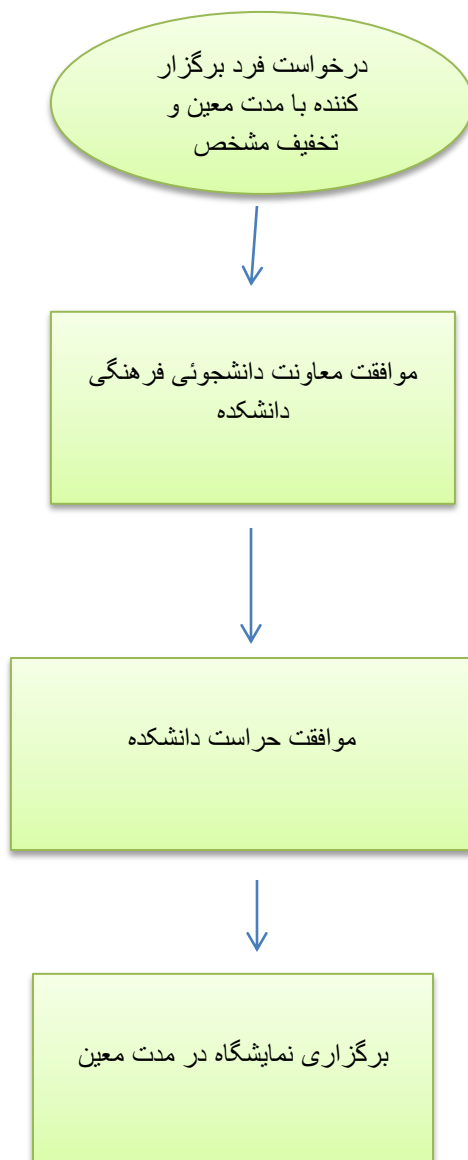 درخواست فرد برگزار
کننده با مدت معین و
تخفیف مشخص
موافقت معاونت دانشجوئی فرهنگی
دانشکده
موافقت حراست دانشکده
برگزاری نمایشگاه در مدت معین